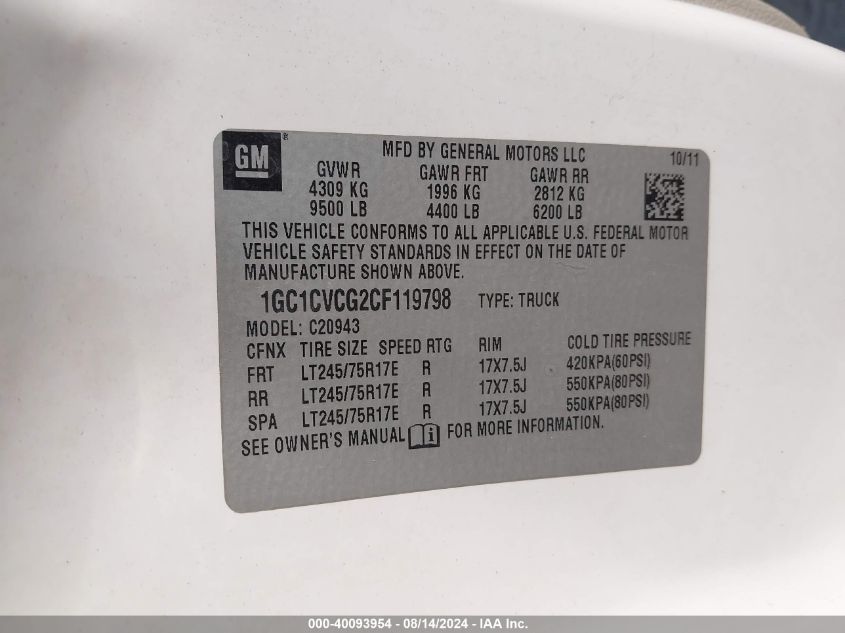 GM®
MFD BY GENERAL MOTORS LLC 10/11
GVWR GAWR FRT GAWR RR
4309 KG 1996 KG 2812 KG
9500 LB 4400 LB 6200 LB
THIS VEHICLE CONFORMS TO ALL APPLICABLE U.S. FEDERAL MOTOR
VEHICLE SAFETY STANDARDS IN EFFECT ON THE DATE OF
MANUFACTURE SHOWN ABOVE.
1GC1CVCG2CF119798 TYPE: TRUCK
MODEL: C20943
CFNX TIRE SIZE SPEED RTG RIM COLD TIRE PRESSURE
FRT LT245/75R17E R 17X7.5J 420KPA(60PSI)
RR LT245/75R17E R 17X7.5J 550KPA(80PSI)
SPA LT245/75R17E R 17X7.5J 550KPA(80PSI)
SEE OWNER'S MANUAL i FOR MORE INFORMATION.
000-40093954 - 08/14/2024 - IAA Inc.